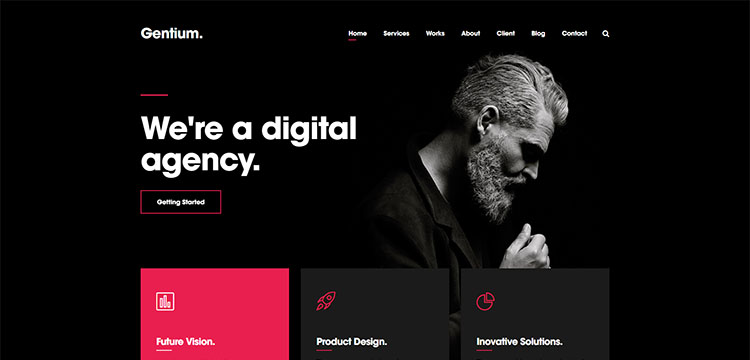 Gentium.
Home Services Works About Client Blog Contact
We're a digital
agency.
Getting Started
Future Vision. Product Design. Inovative Solutions.